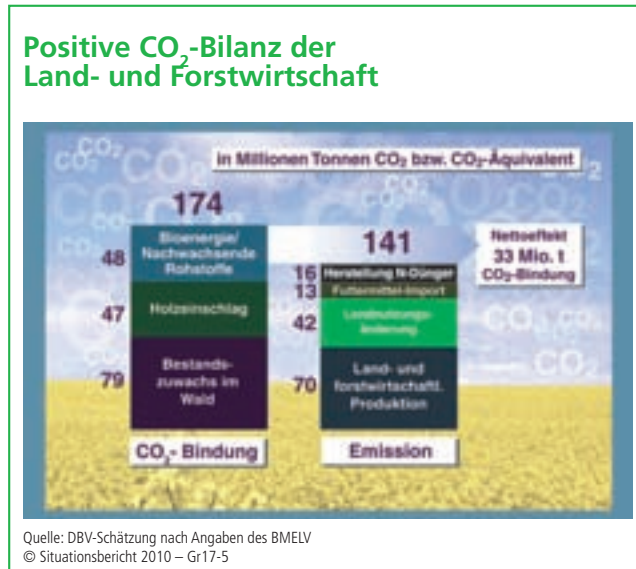 Positive CO₂-Bilanz der
Land- und Forstwirtschaft
in Millionen Tonnen CO₂ bzw. CO₂-Äquivalent
174
48
Bioenergie/
Nachwachsende
Rohstoffe
47
Holzeinschlag
79
Bestands-
zuwachs im
Wald
CO₂- Bindung
141
16
Herstellung N-Dünger
13
Futtermittel-Import
42
Landnutzungs-
änderung
70
Land- und
forstwirtschaftl.
Produktion
Emission
Nettoeffekt
33 Mio. t
CO₂-Bindung
Quelle: DBV-Schätzung nach Angaben des BMELV
© Situationsbericht 2010 – Gr17-5